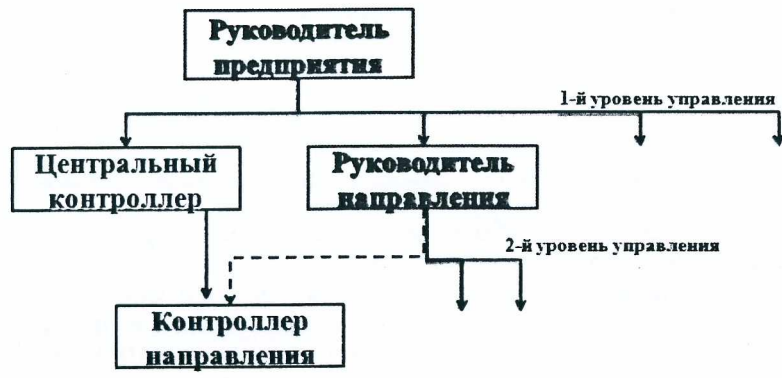 Руководитель
предприятия
1-й уровень управления
Центральный
контроллер
Руководитель
направления
2-й уровень управления
Контроллер
направления